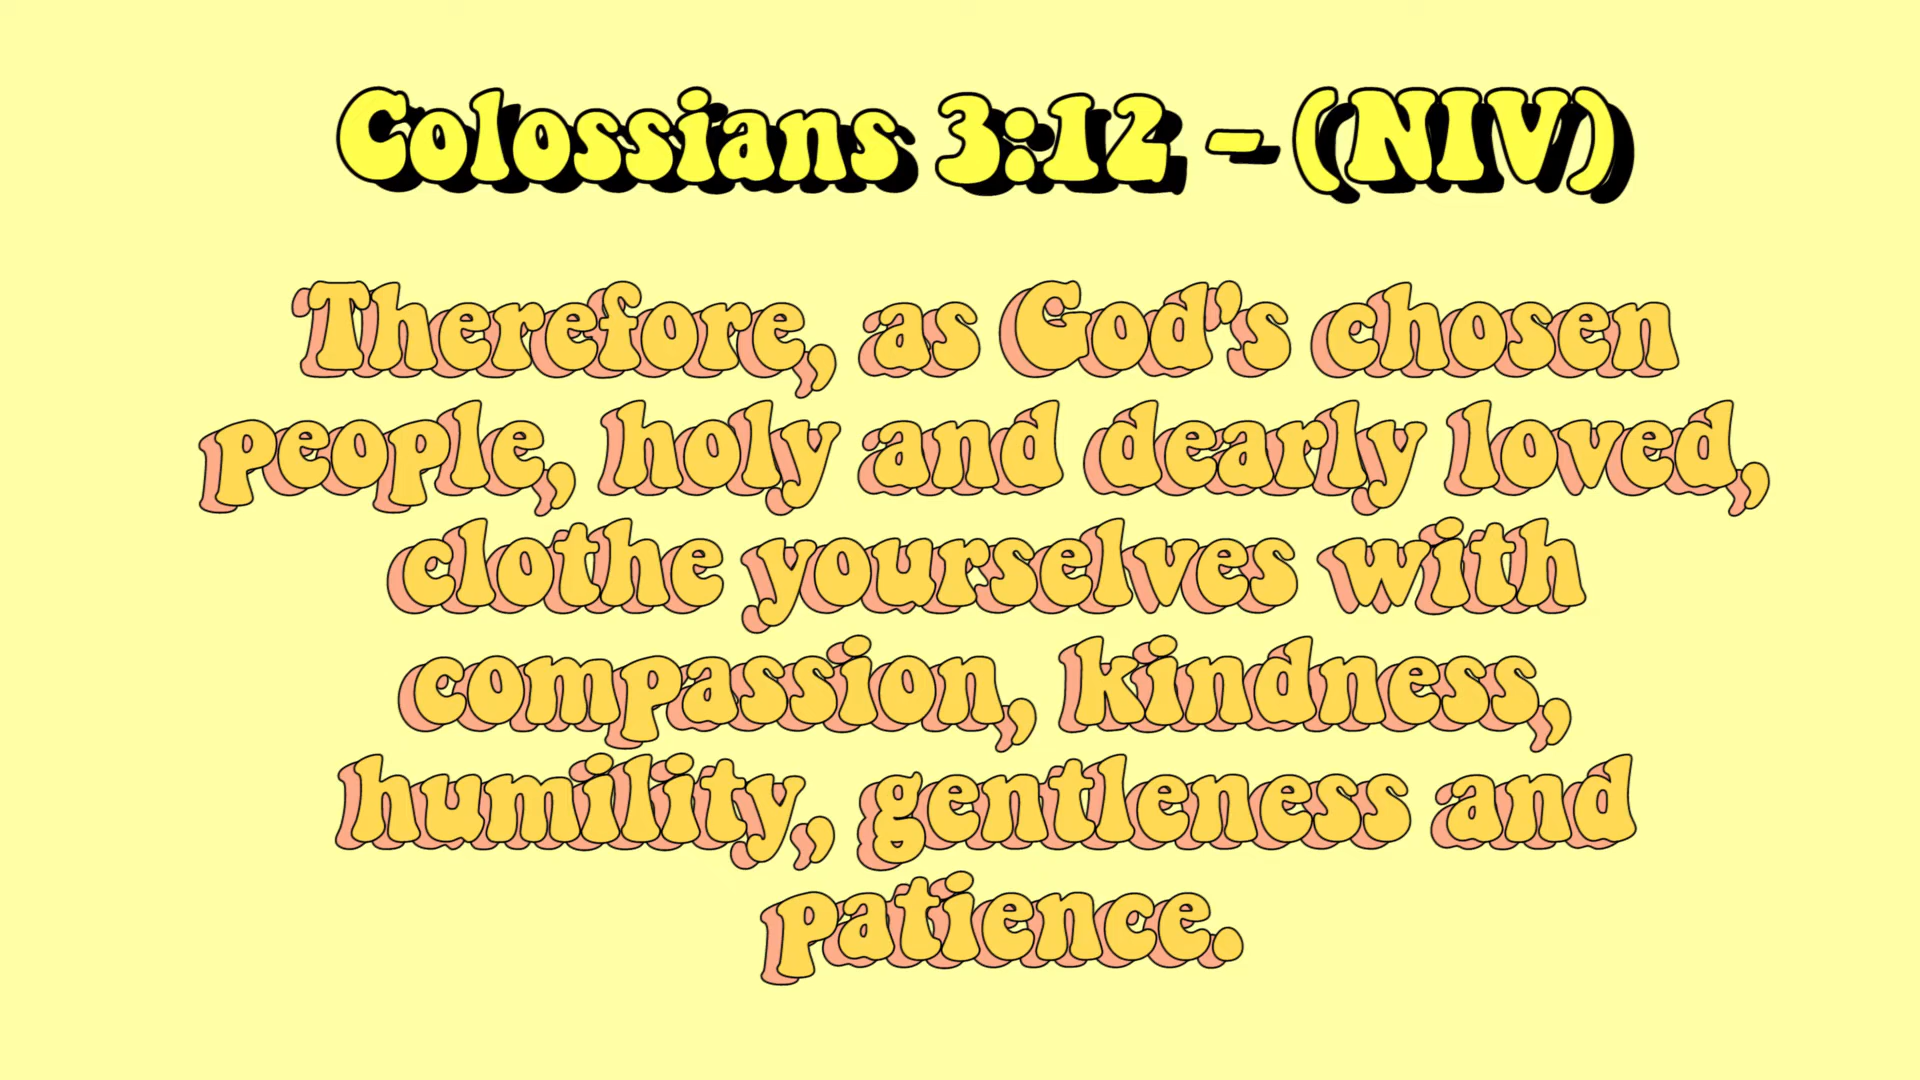 Colossians 3:12 - (NIV)
Therefore, as God's chosen
people, holy and dearly loved,
clothe yourselves with
compassion, kindness,
humility, gentleness and
patience.